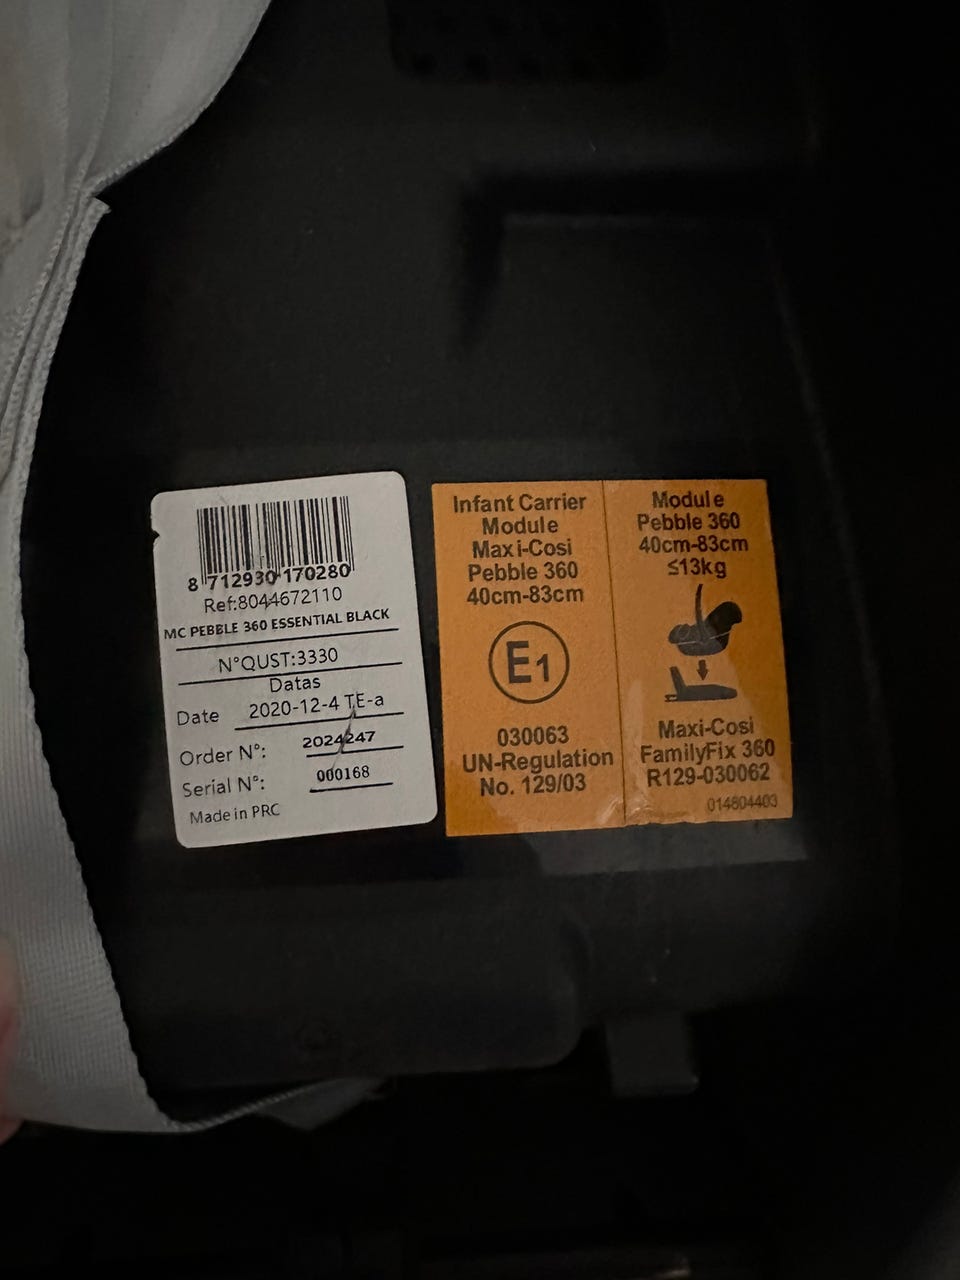 8 712930 170280
Ref:8044672110
MC PEBBLE 360 ESSENTIAL BLACK
N°QUST:3330
Datas
Date 2020-12-4 TE-a
Order N°: 2024247
Serial N°: 000168
Made in PRC
Infant Carrier
Module
Maxi-Cosi
Pebble 360
40cm-83cm
E1
030063
UN-Regulation
No. 129/03
Module
Pebble 360
40cm-83cm
≤13kg
Maxi-Cosi
FamilyFix 360
R129-030062
014804403